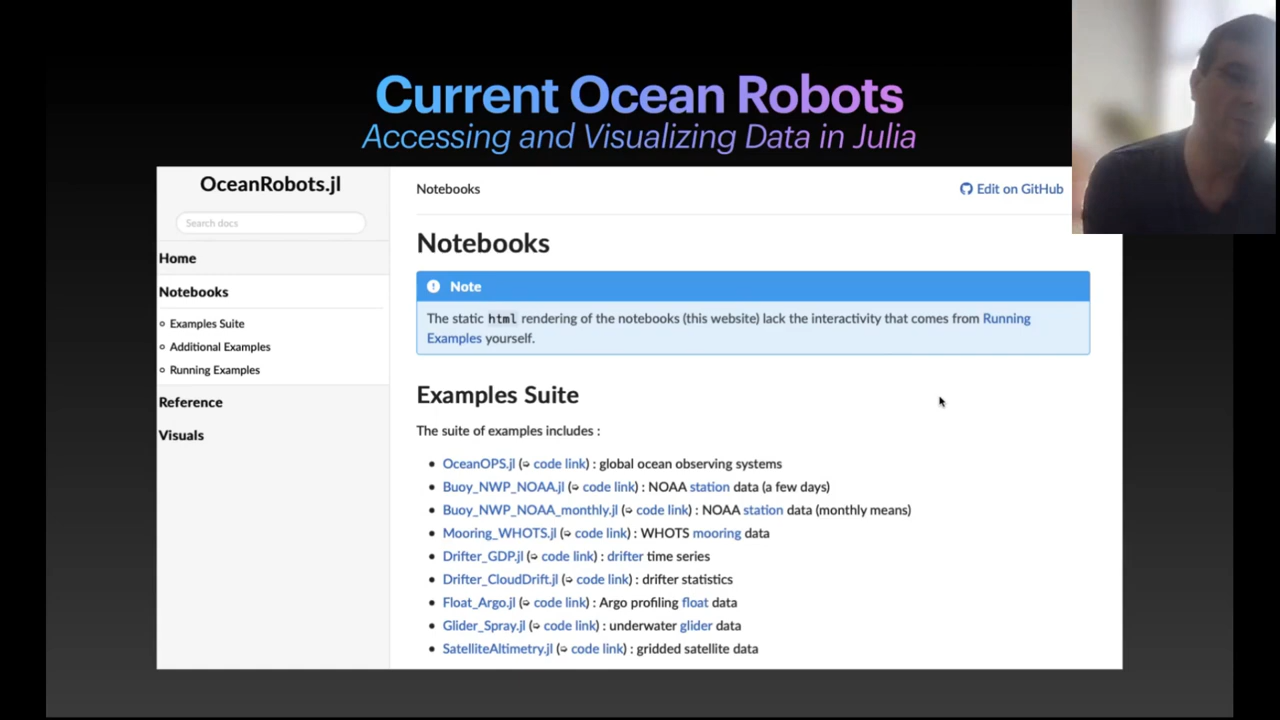 Current Ocean Robots
Accessing and Visualizing Data in Julia
OceanRobots.jl
Search docs
Home
Notebooks
Examples Suite
Additional Examples
Running Examples
Reference
Visuals
Notebooks
Edit on GitHub
Notebooks
Note
The static html rendering of the notebooks (this website) lack the interactivity that comes from Running
Examples yourself.
Examples Suite
The suite of examples includes :
OceanOPS.jl (➭ code link) : global ocean observing systems
Buoy_NWP_NOAA.jl (➭ code link) : NOAA station data (a few days)
Buoy_NWP_NOAA_monthly.jl (➭ code link) : NOAA station data (monthly means)
Mooring_WHOTS.jl (➭ code link) : WHOTS mooring data
Drifter_GDP.jl (➭ code link) : drifter time series
Drifter_CloudDrift.jl (➭ code link) : drifter statistics
Float_Argo.jl (➭ code link) : Argo profiling float data
Glider_Spray.jl (➭ code link) : underwater glider data
SatelliteAltimetry.jl (➭ code link) : gridded satellite data